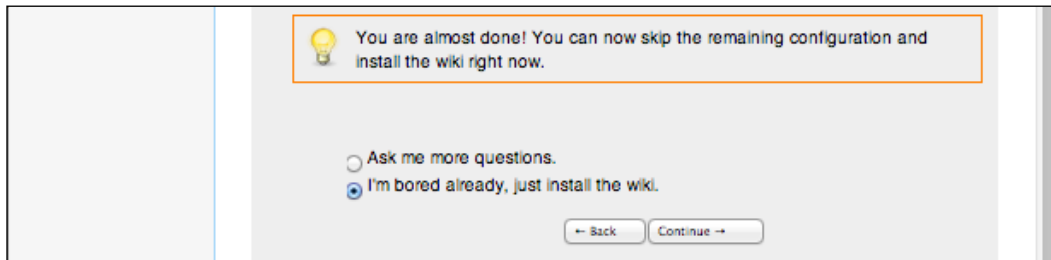 You are almost done! You can now skip the remaining configuration and
install the wiki right now.
Ask me more questions.
I'm bored already, just install the wiki.
← Back Continue →